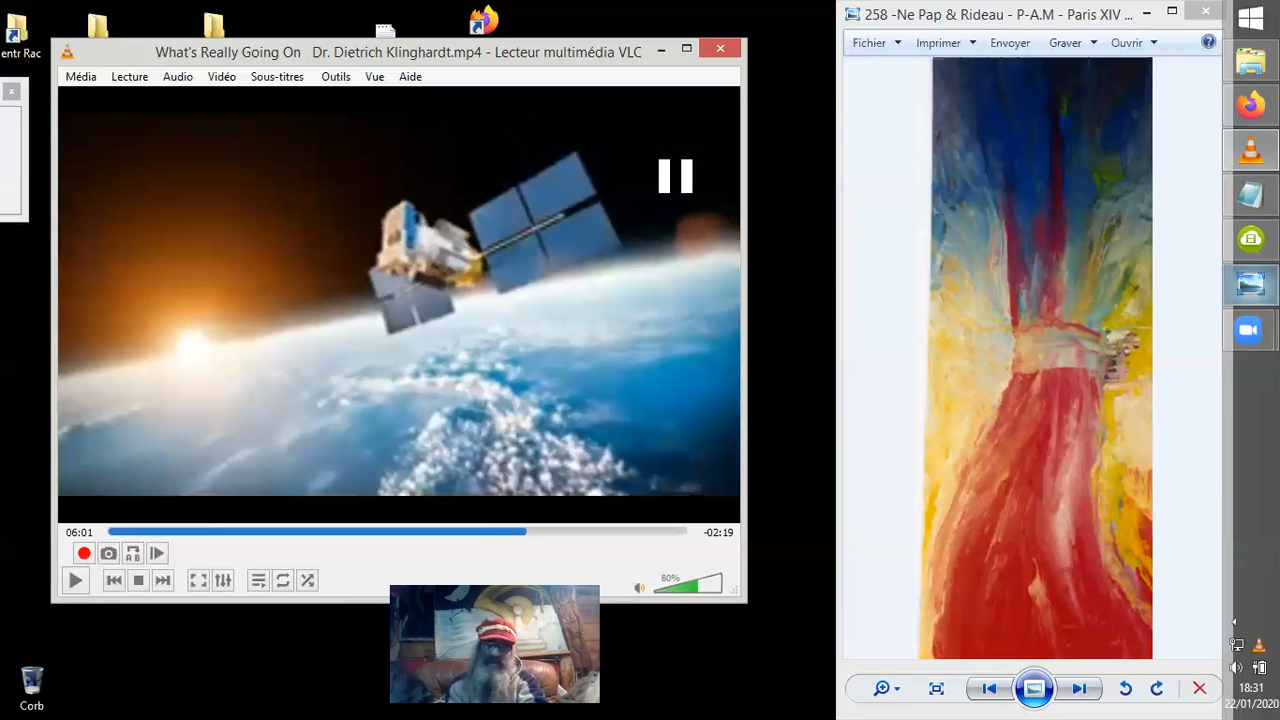 entr Rac
What's Really Going On   Dr. Dietrich Klinghardt.mp4 - Lecteur multimédia VLC
Média Lecture Audio Vidéo Sous-titres Outils Vue Aide
06:01
-02:19
80%
Corb
258 -Ne Pap & Rideau - P-A.M - Paris XIV ...
Fichier Imprimer Envoyer Graver Ouvrir
18:31
22/01/2020